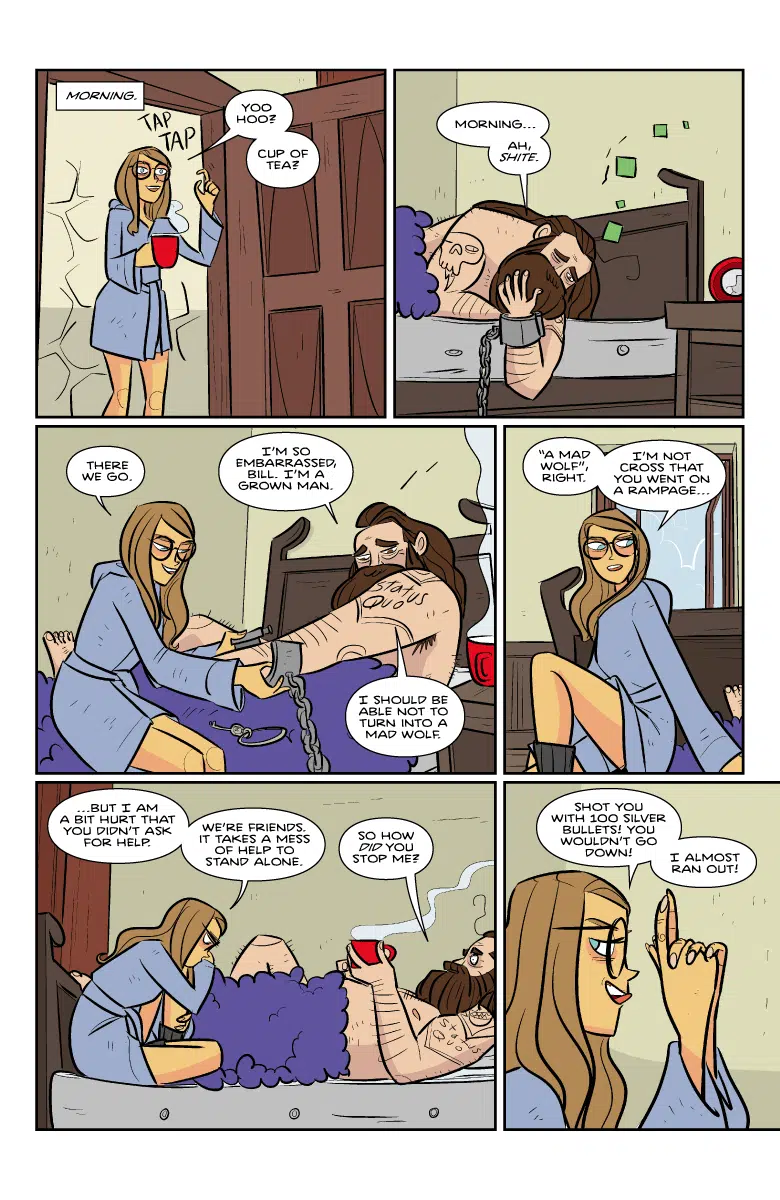 MORNING.
TAP
TAP
YOO
HOO?
CUP OF
TEA?
MORNING...
AH,
SHITE.
THERE
WE GO.
I'M SO
EMBARRASSED,
BILL. I'M A
GROWN MAN.
STATUS
QUO
I SHOULD BE
ABLE NOT TO
TURN INTO A
MAD WOLF.
"A MAD
WOLF",
RIGHT.
I'M NOT
CROSS THAT
YOU WENT ON
A RAMPAGE...
...BUT I AM
A BIT HURT THAT
YOU DIDN'T ASK
FOR HELP.
WE'RE FRIENDS.
IT TAKES A MESS
OF HELP TO
STAND ALONE.
SO HOW
DID YOU
STOP ME?
STATUS
QUO
SHOT YOU
WITH 100 SILVER
BULLETS! YOU
WOULDN'T GO
DOWN!
I ALMOST
RAN OUT!